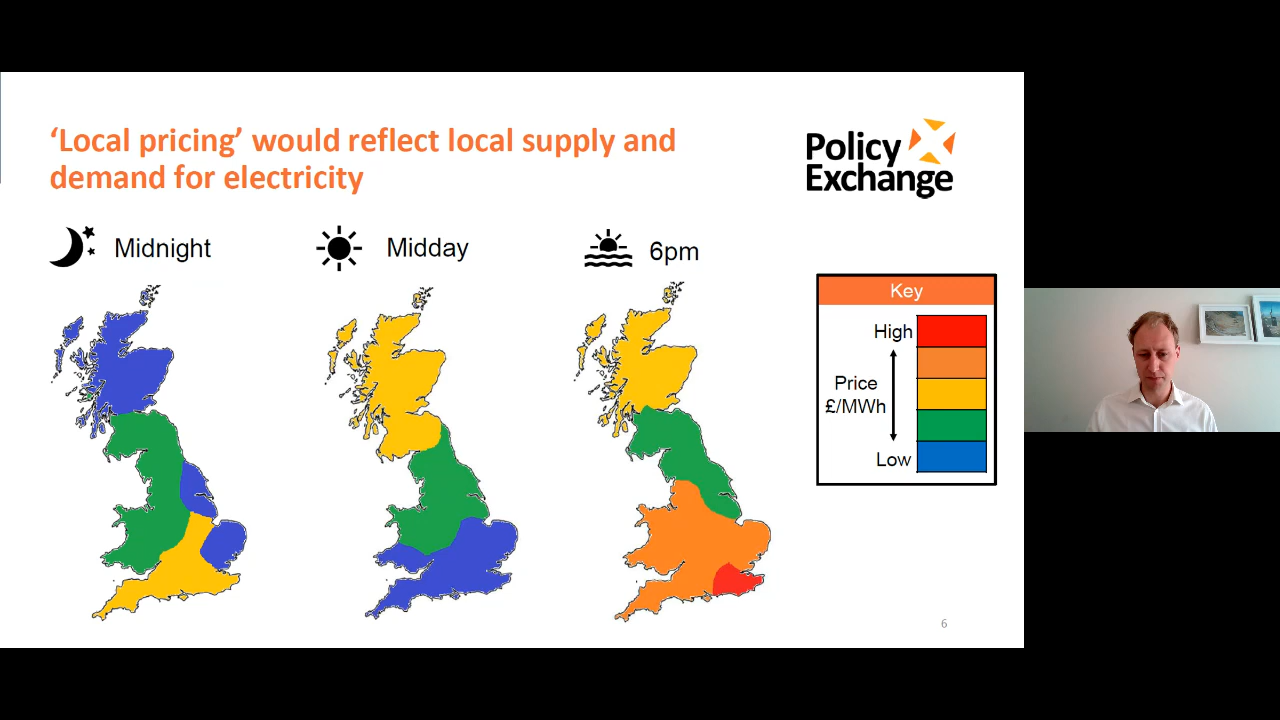 ‘Local pricing’ would reflect local supply and
demand for electricity
Policy
Exchange
Midnight
Midday
6pm
Key
High
Price
£/MWh
Low
6